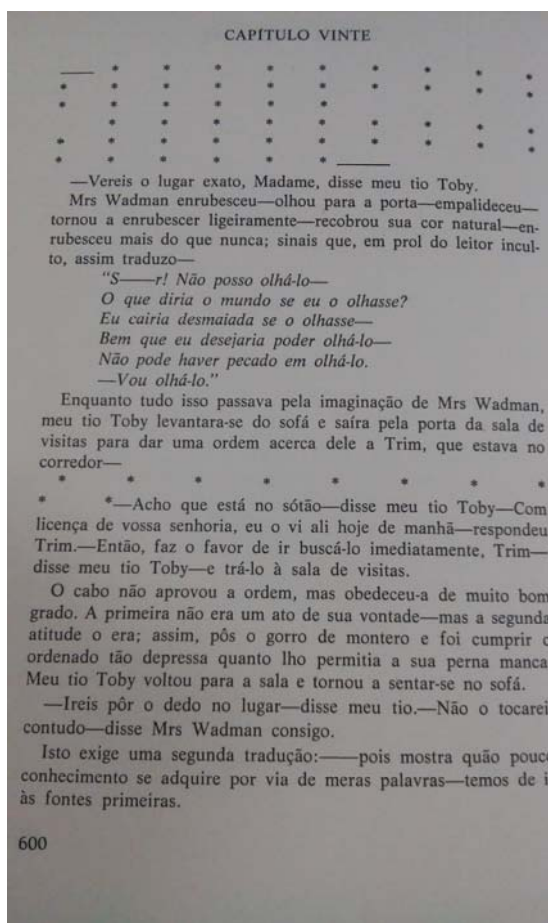 CAPÍTULO VINTE
—— * * * * * * * * *
* * * * * * * * * *
* * * * * *
* * * * * * * * *
* * * * * * * * * *
* * * * * * ——
—Vereis o lugar exato, Madame, disse meu tio Toby.
Mrs Wadman enrubesceu—olhou para a porta—empalideceu—
tornou a enrubescer ligeiramente—recobrou sua cor natural—en-
rubesceu mais do que nunca; sinais que, em prol do leitor incul-
to, assim traduzo—
"S——r! Não posso olhá-lo—
O que diria o mundo se eu o olhasse?
Eu cairia desmaiada se o olhasse—
Bem que eu desejaria poder olhá-lo—
Não pode haver pecado em olhá-lo.
—Vou olhá-lo."
Enquanto tudo isso passava pela imaginação de Mrs Wadman,
meu tio Toby levantara-se do sofá e saíra pela porta da sala de
visitas para dar uma ordem acerca dele a Trim, que estava no
corredor—
* * * * * * * *
* *—Acho que está no sótão—disse meu tio Toby—Com
licença de vossa senhoria, eu o vi ali hoje de manhã—respondeu
Trim.—Então, faz o favor de ir buscá-lo imediatamente, Trim—
disse meu tio Toby—e trá-lo à sala de visitas.
O cabo não aprovou a ordem, mas obedeceu-a de muito bom
grado. A primeira não era um ato de sua vontade—mas a segunda
atitude o era; assim, pôs o gorro de montero e foi cumprir
ordenado tão depressa quanto lho permitia a sua perna manca
Meu tio Toby voltou para a sala e tornou a sentar-se no sofá.
—Ireis pôr o dedo no lugar—disse meu tio.—Não o tocarei
contudo—disse Mrs Wadman consigo.
Isto exige uma segunda tradução:——pois mostra quão pouc
conhecimento se adquire por via de meras palavras—temos de i
às fontes primeiras.
600